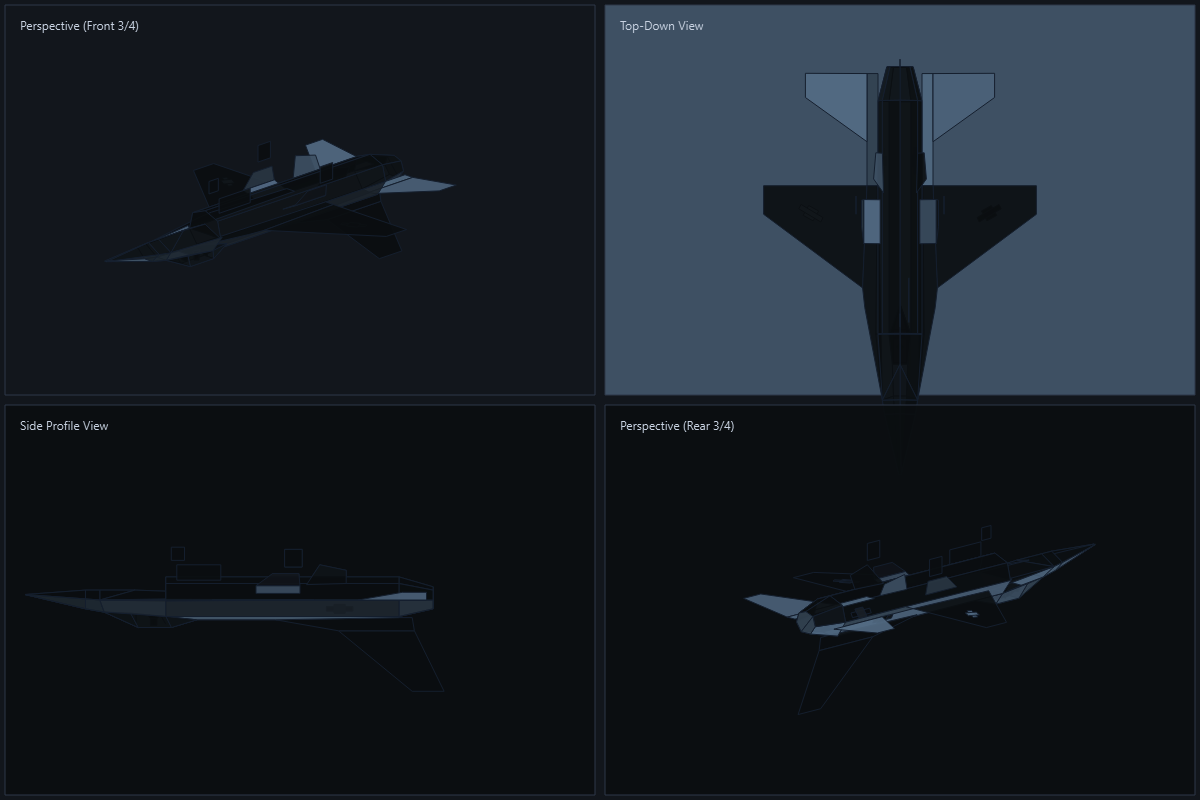 Perspective (Front 3/4)
Top-Down View
Side Profile View
Perspective (Rear 3/4)